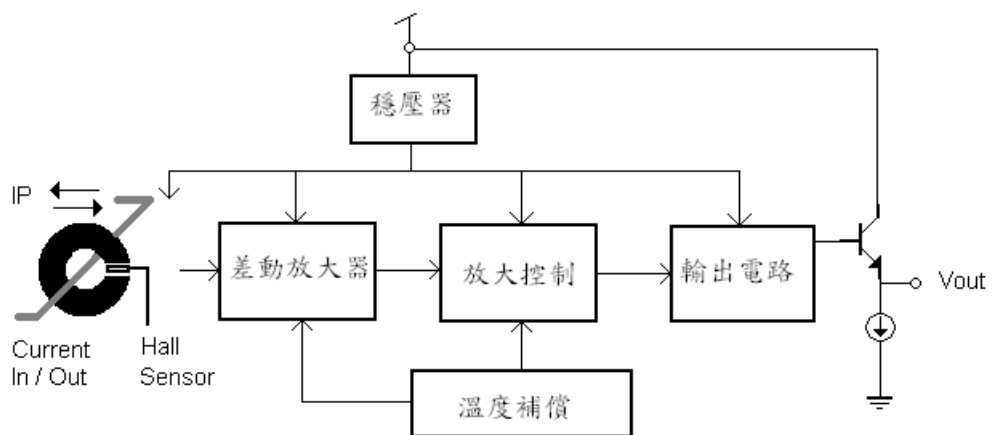 穩壓器
IP
差動放大器
放大控制
輸出電路
Vout
Current
In / Out
Hall
Sensor
溫度補償